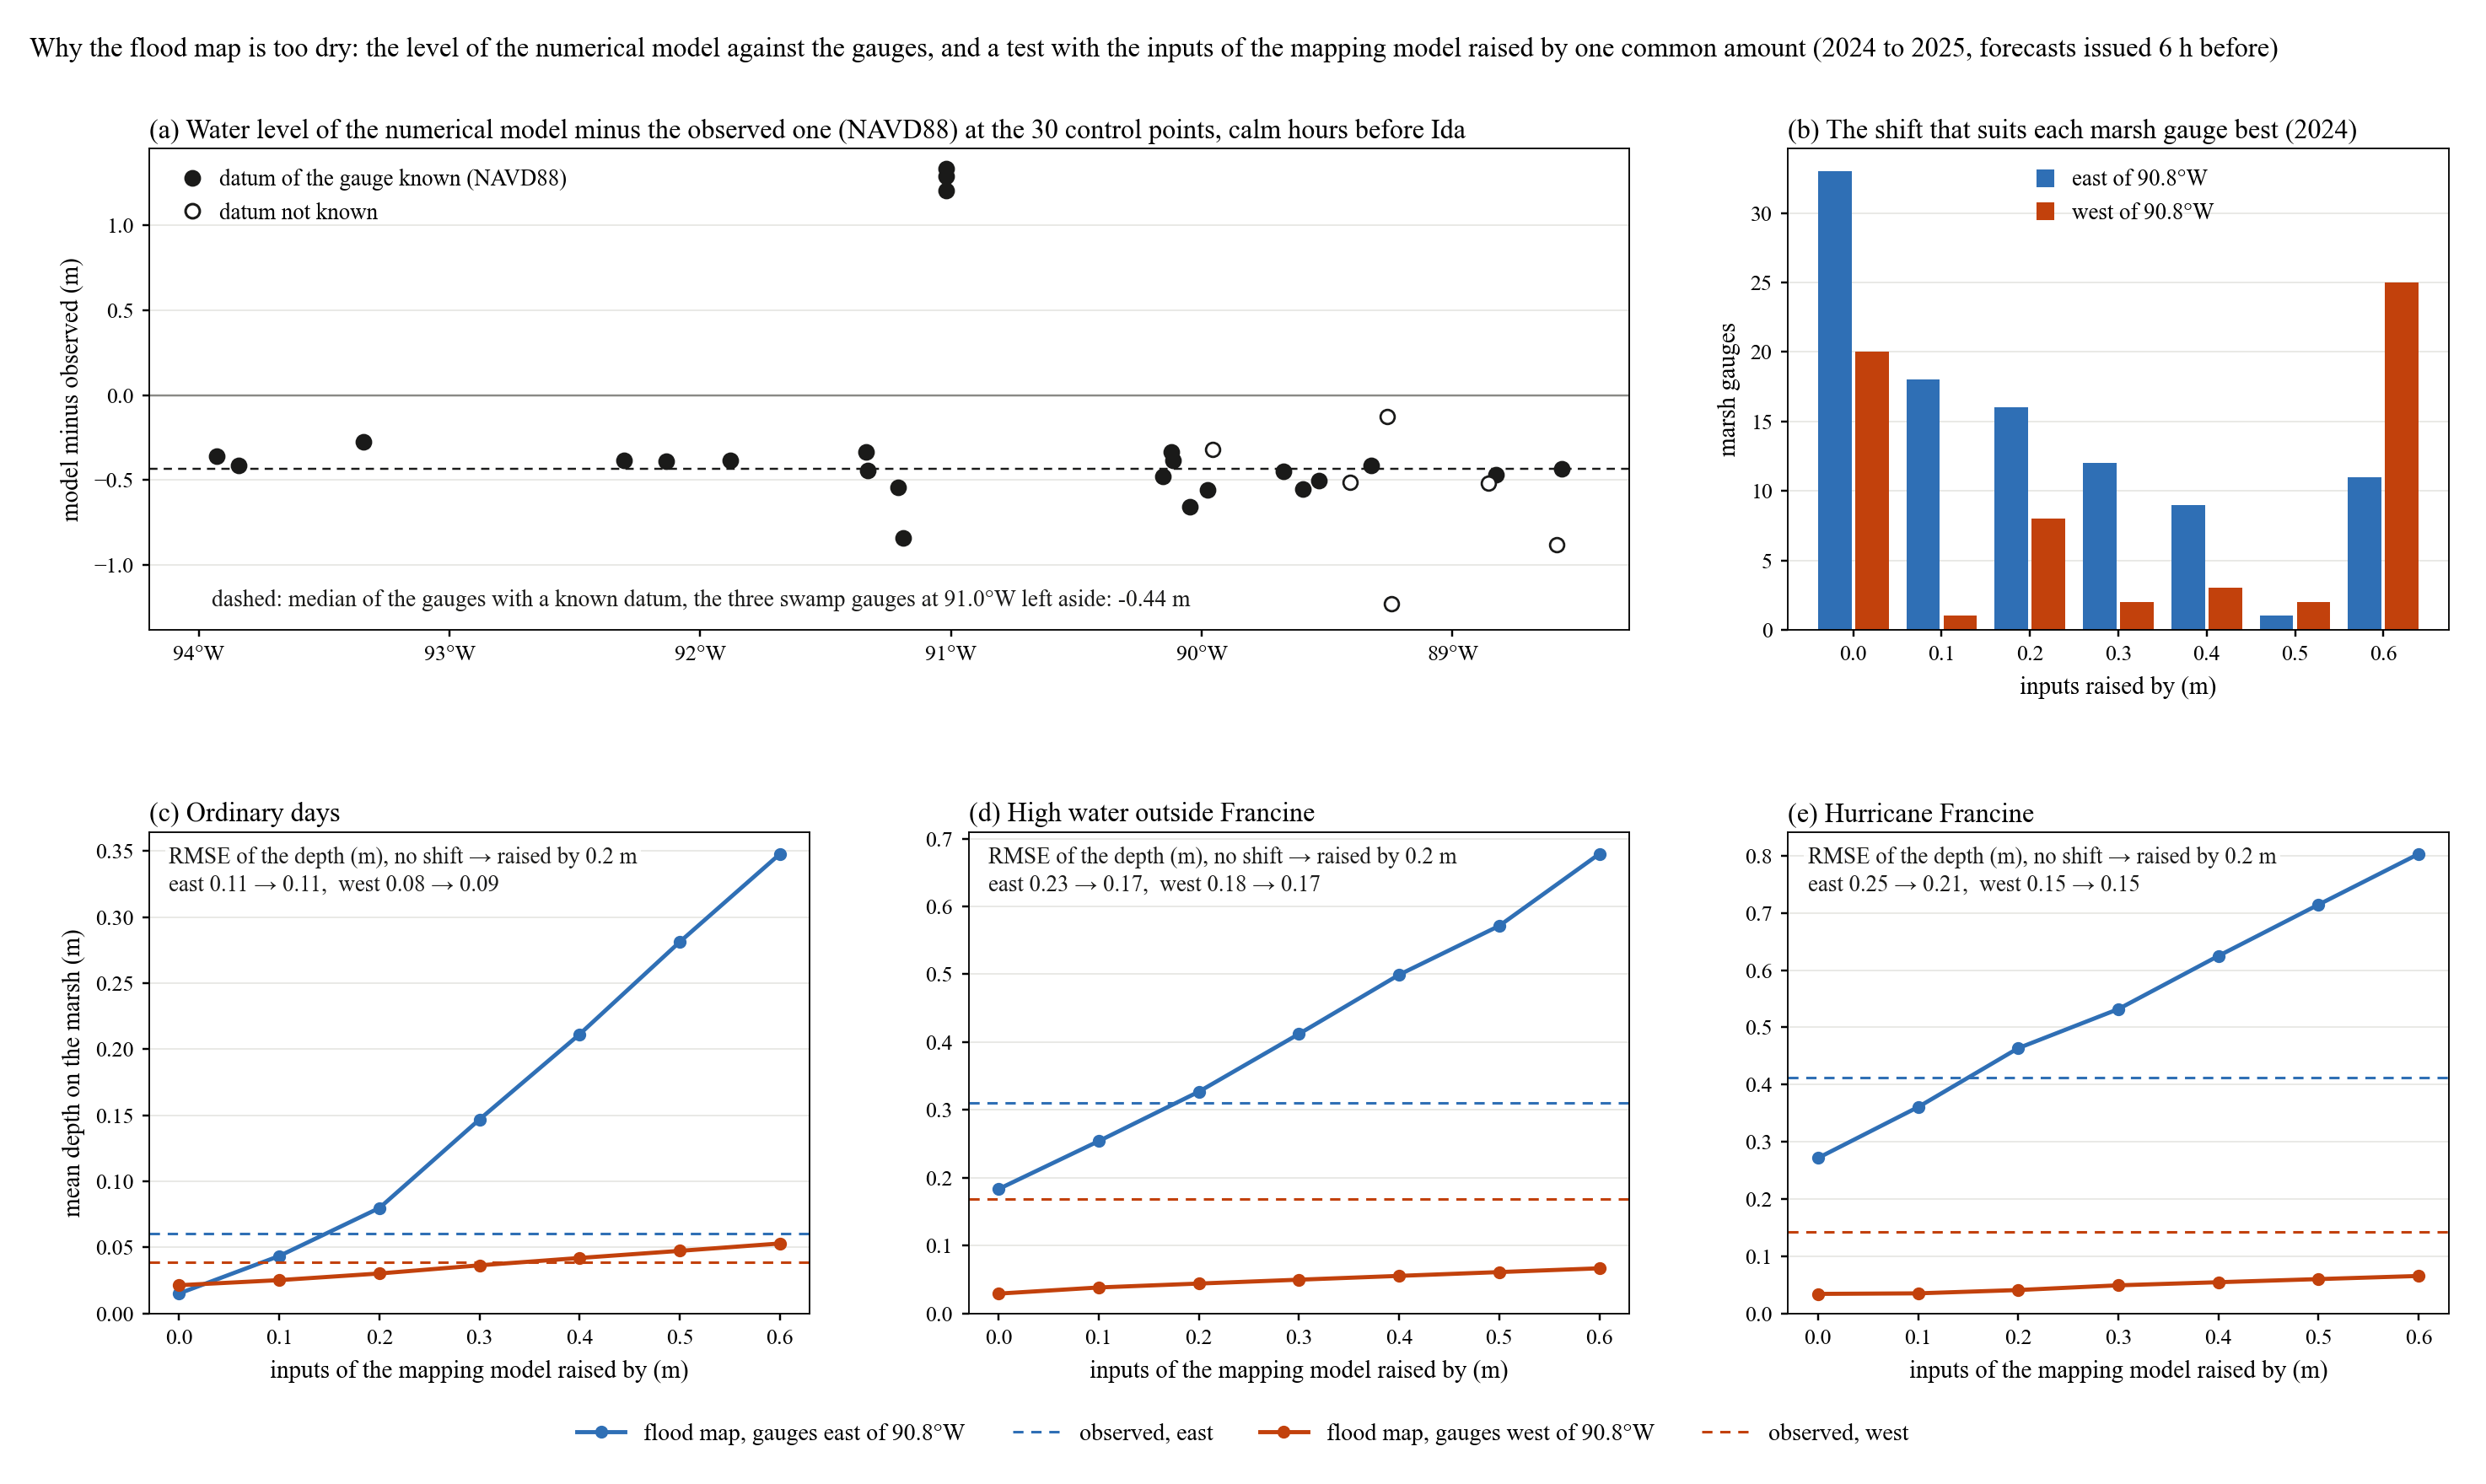 Why the flood map is too dry: the level of the numerical model against the gauges, and a test with the inputs of the mapping model raised by one common amount (2024 to 2025, forecasts issued 6 h before)
(a) Water level of the numerical model minus the observed one (NAVD88) at the 30 control points, calm hours before Ida
datum of the gauge known (NAVD88)
datum not known
model minus observed (m)
1.0
0.5
0.0
−0.5
−1.0
dashed: median of the gauges with a known datum, the three swamp gauges at 91.0°W left aside: -0.44 m
94°W 93°W 92°W 91°W 90°W 89°W
(b) The shift that suits each marsh gauge best (2024)
east of 90.8°W
west of 90.8°W
marsh gauges
30
25
20
15
10
5
0
0.0 0.1 0.2 0.3 0.4 0.5 0.6
inputs raised by (m)
(c) Ordinary days
RMSE of the depth (m), no shift → raised by 0.2 m
east 0.11 → 0.11, west 0.08 → 0.09
mean depth on the marsh (m)
0.35
0.30
0.25
0.20
0.15
0.10
0.05
0.00
0.0 0.1 0.2 0.3 0.4 0.5 0.6
inputs of the mapping model raised by (m)
(d) High water outside Francine
RMSE of the depth (m), no shift → raised by 0.2 m
east 0.23 → 0.17, west 0.18 → 0.17
0.7
0.6
0.5
0.4
0.3
0.2
0.1
0.0
0.0 0.1 0.2 0.3 0.4 0.5 0.6
inputs of the mapping model raised by (m)
(e) Hurricane Francine
RMSE of the depth (m), no shift → raised by 0.2 m
east 0.25 → 0.21, west 0.15 → 0.15
0.8
0.7
0.6
0.5
0.4
0.3
0.2
0.1
0.0
0.0 0.1 0.2 0.3 0.4 0.5 0.6
inputs of the mapping model raised by (m)
flood map, gauges east of 90.8°W observed, east flood map, gauges west of 90.8°W observed, west